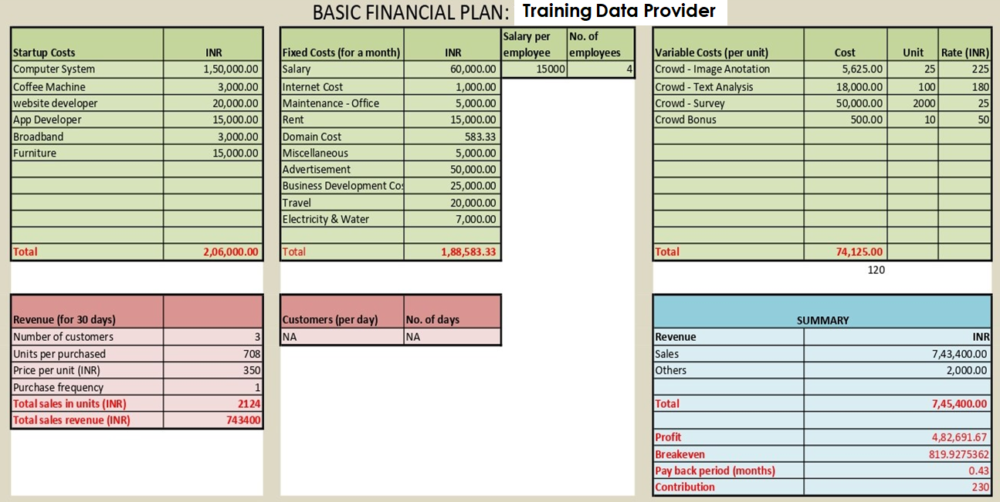 BASIC FINANCIAL PLAN: Training Data Provider
Startup Costs INR
Computer System 1,50,000.00
Coffee Machine 3,000.00
website developer 20,000.00
App Developer 15,000.00
Broadband 3,000.00
Furniture 15,000.00
Total 2,06,000.00
Fixed Costs (for a month) INR Salary per employee No. of employees
Salary 60,000.00 15000 4
Internet Cost 1,000.00
Maintenance - Office 5,000.00
Rent 15,000.00
Domain Cost 583.33
Miscellaneous 5,000.00
Advertisement 50,000.00
Business Development Cos 25,000.00
Travel 20,000.00
Electricity & Water 7,000.00
Total 1,88,583.33
Variable Costs (per unit) Cost Unit Rate (INR)
Crowd - Image Anotation 5,625.00 25 225
Crowd - Text Analysis 18,000.00 100 180
Crowd - Survey 50,000.00 2000 25
Crowd Bonus 500.00 10 50
Total 74,125.00
120
Revenue (for 30 days)
Number of customers 3
Units per purchased 708
Price per unit (INR) 350
Purchase frequency 1
Total sales in units (INR) 2124
Total sales revenue (INR) 743400
Customers (per day) No. of days
NA NA
SUMMARY
Revenue INR
Sales 7,43,400.00
Others 2,000.00
Total 7,45,400.00
Profit 4,82,691.67
Breakeven 819.9275362
Pay back period (months) 0.43
Contribution 230